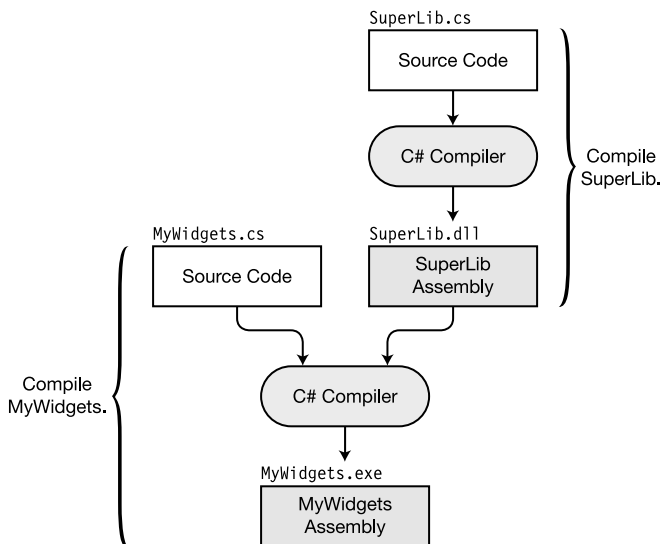 SuperLib.cs
Source Code
C# Compiler
Compile
SuperLib.
SuperLib.dll
SuperLib
Assembly
MyWidgets.cs
Source Code
Compile
MyWidgets.
C# Compiler
MyWidgets.exe
MyWidgets
Assembly